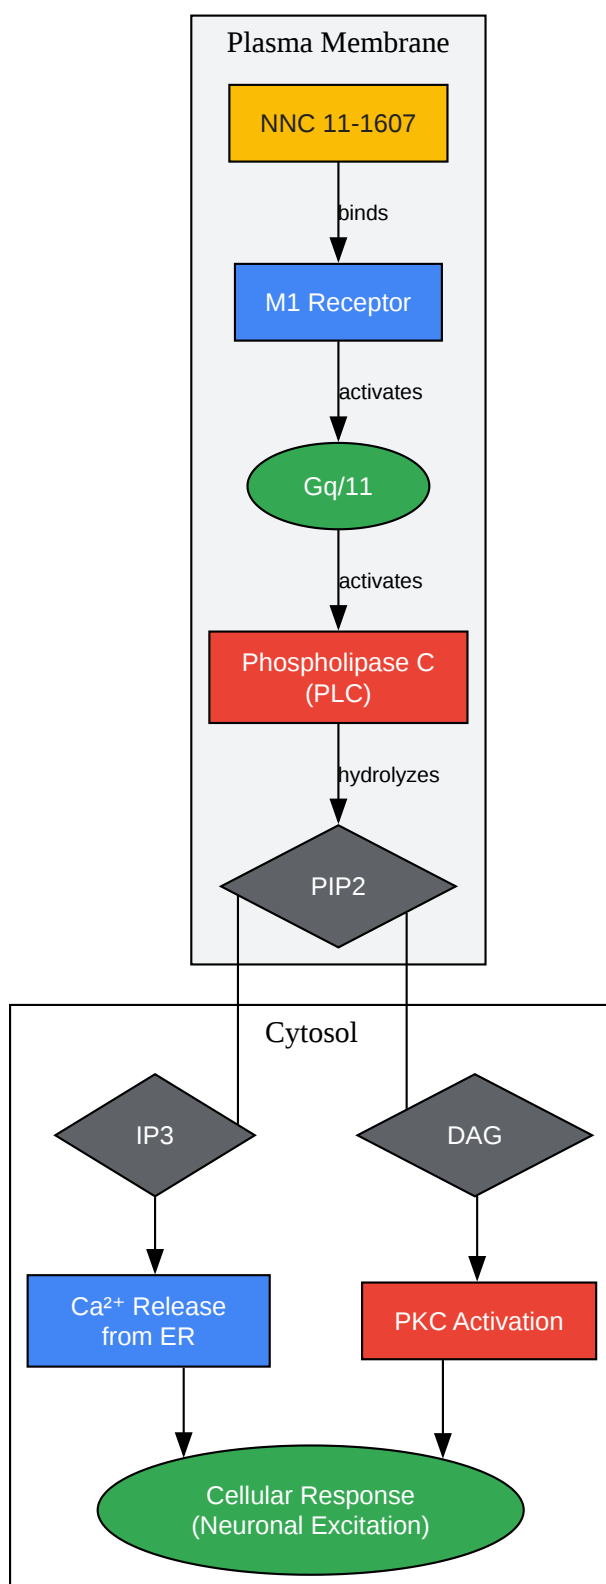 Plasma Membrane
NNC 11-1607
binds
M1 Receptor
activates
Gq/11
activates
Phospholipase C
(PLC)
hydrolyzes
PIP2
Cytosol
IP3
DAG
Ca²⁺ Release
from ER
PKC Activation
Cellular Response
(Neuronal Excitation)